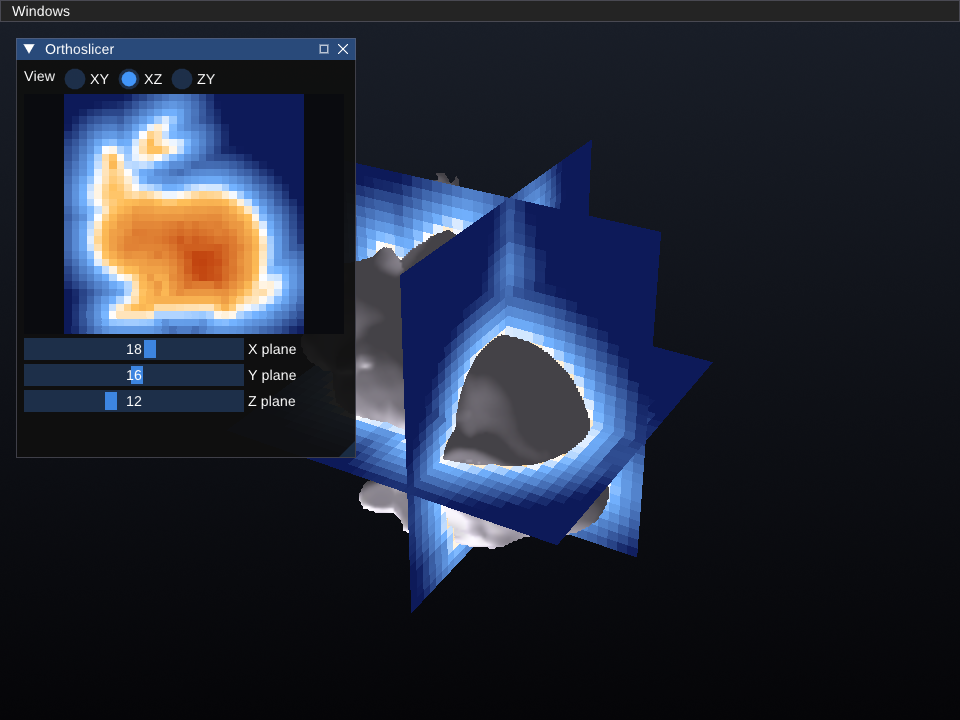 Windows
Orthoslicer
View XY XZ ZY
18 X plane
16 Y plane
12 Z plane